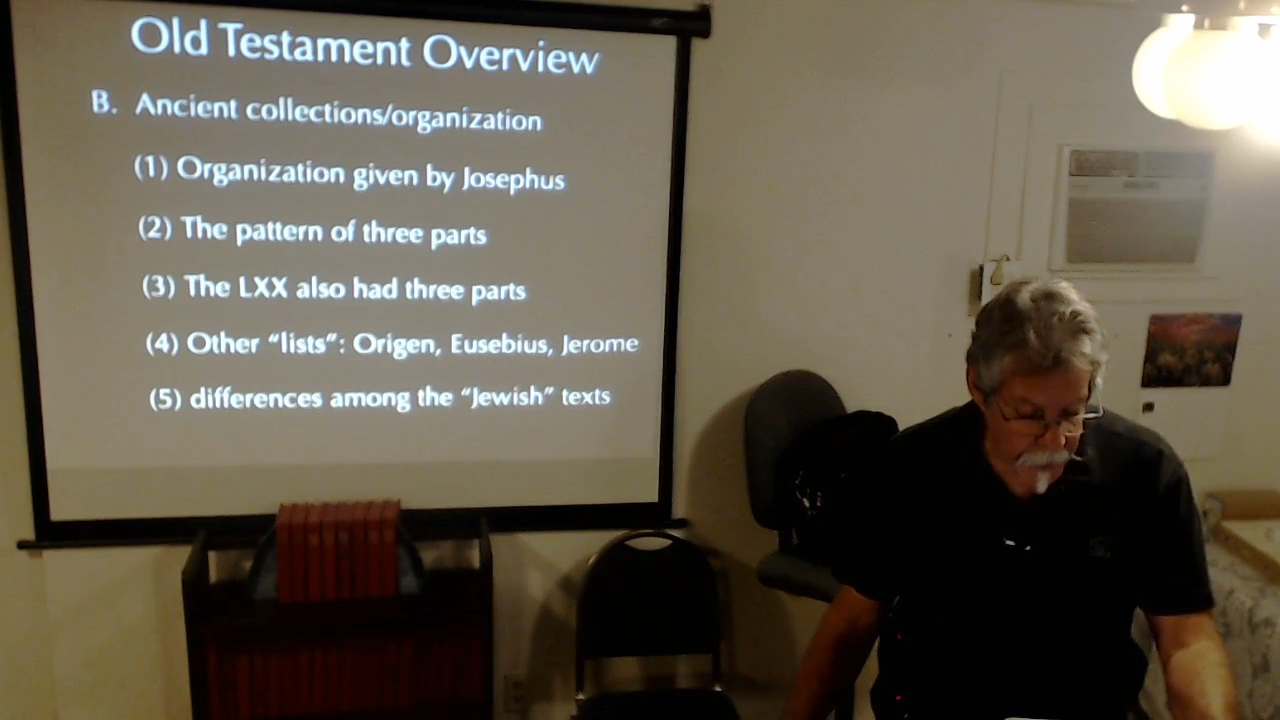 Old Testament Overview
B. Ancient collections/organization
(1) Organization given by Josephus
(2) The pattern of three parts
(3) The LXX also had three parts
(4) Other “lists”: Origen, Eusebius, Jerome
(5) differences among the “Jewish” texts